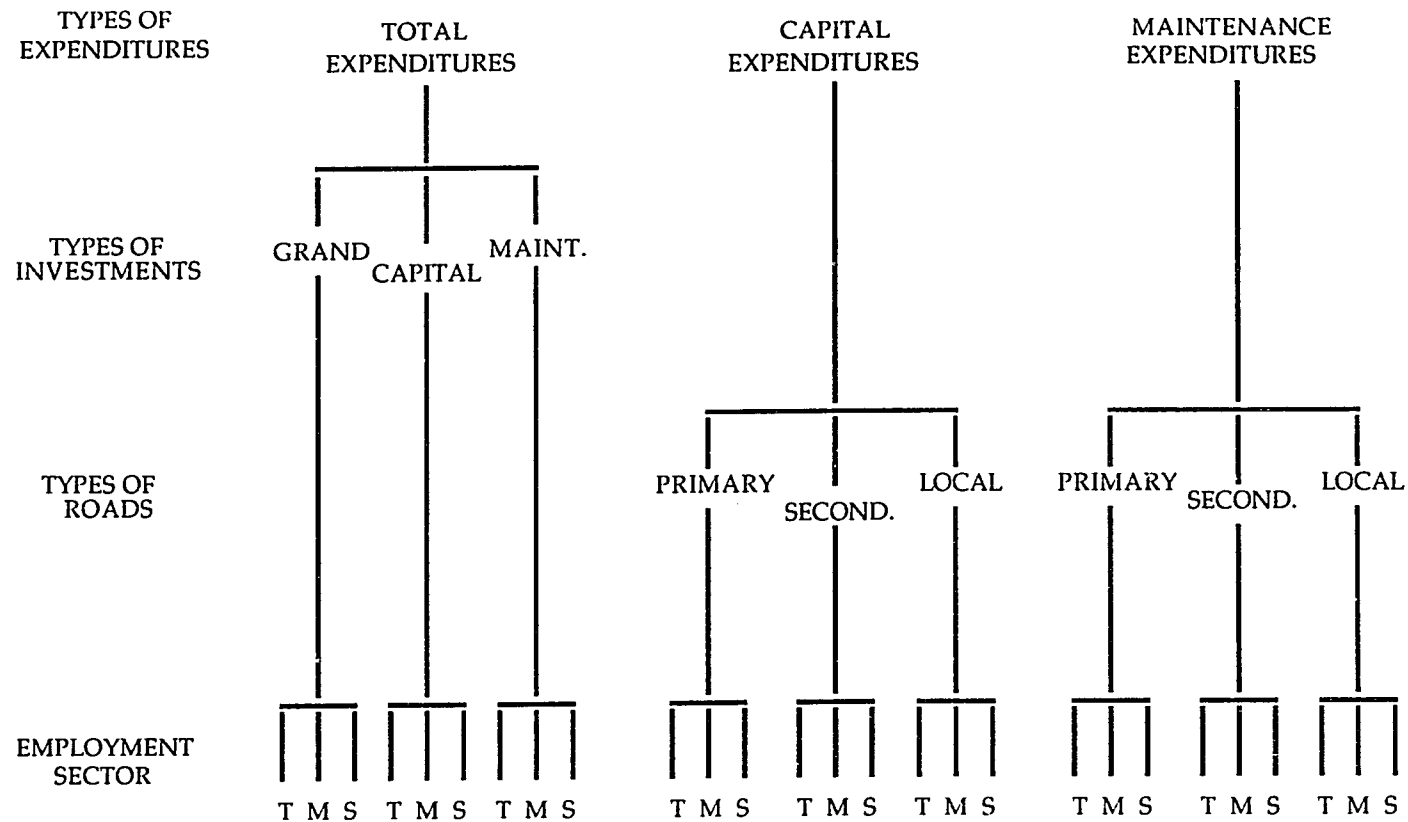 TYPES OF
EXPENDITURES
TOTAL
EXPENDITURES
CAPITAL
EXPENDITURES
MAINTENANCE
EXPENDITURES
TYPES OF
INVESTMENTS
GRAND
CAPITAL
MAINT.
TYPES OF
ROADS
PRIMARY
SECOND.
LOCAL
PRIMARY
SECOND.
LOCAL
EMPLOYMENT
SECTOR
T M S T M S T M S T M S T M S T M S T M S T M S T M S